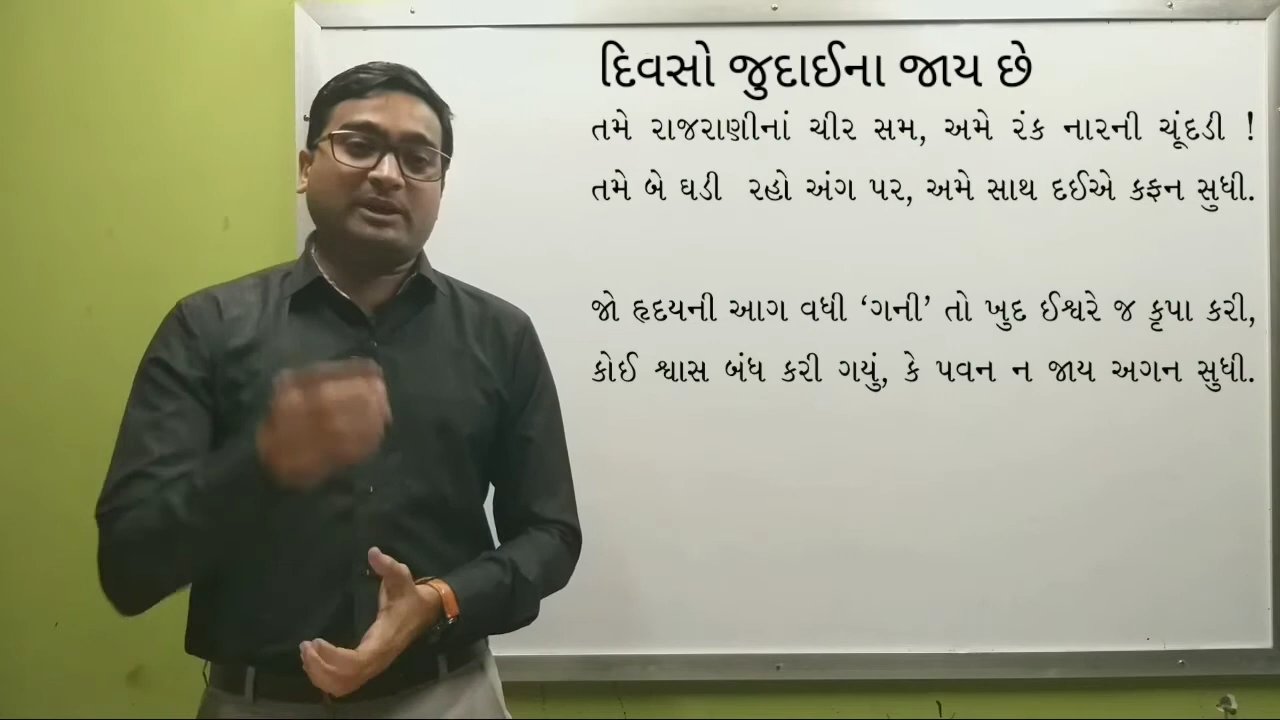 દિવસો જુદાઈના જાય છે
તમે રાજરાણીનાં ચીર સમ, અમે રંક નારની ચૂંદડી !
તમે બે ઘડી રહો અંગ પર, અમે સાથ દઈએ કફન સુધી.
જો હૃદયની આગ વધી ‘ગની’ તો ખુદ ઈશ્વરે જ કૃપા કરી,
કોઈ શ્વાસ બંધ કરી ગયું, કે પવન ન જાય અગન સુધી.